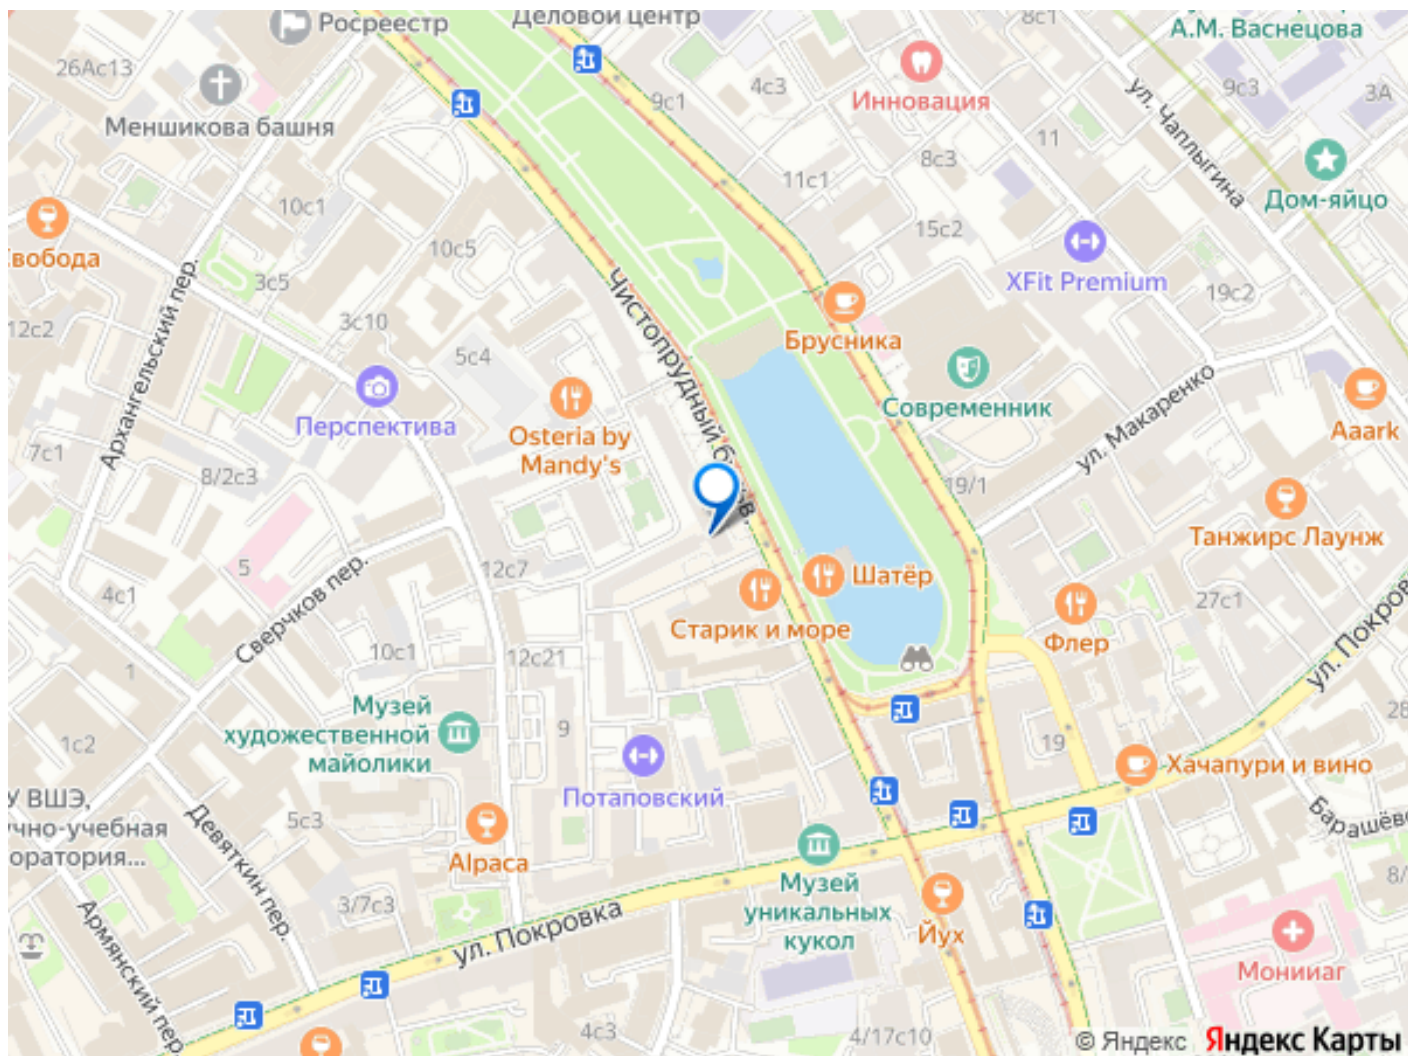 Росреестр
Деловой центр
8с1
А.М. Васнецова
26Ас13
4с3
9с1
Инновация
9с3
3А
ул. Чаплыгина
Меншикова башня
11
8с3
11с1
Дом-яйцо
10с1
10с5
15с2
XFit Premium
3с5
Чистопрудный бульв.
19с2
12с2
3с10
5с4
Брусника
Архангельский пер.
Перспектива
Osteria by
Mandy's
Современник
ул. Макаренко
Aaark
7с1
8/2с3
19/1
Танжирс Лаунж
5
12с7
Шатёр
4с1
Сверчков пер.
Старик и море
Флер
27с1
10с1
12с21
1
Музей
художественной
майолики
9
1с2
19
28
Хачапури и вино
Потаповский
5с3
Девяткин пер.
Alpaca
Музей
уникальных
кукол
3/7с3
ул. Покровка
Йух
Армянский пер.
Мониiаг
4с3
4/17с10
© Яндекс
Яндекс Карты